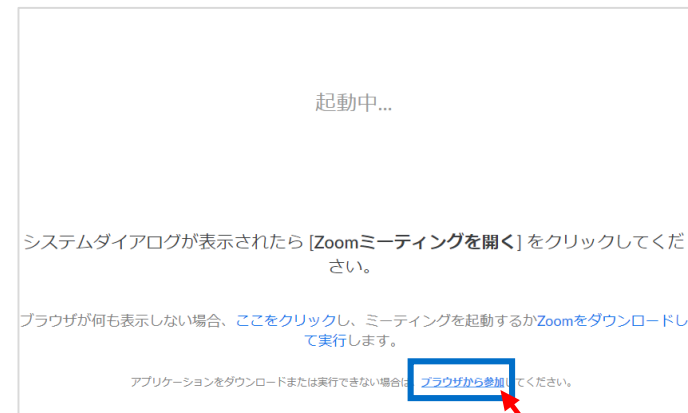 起動中...
システムダイアログが表示されたら [Zoomミーティングを開く] をクリックしてくだ
さい。
ブラウザが何も表示しない場合、ここをクリックし、ミーティングを起動するかZoomをダウンロードし
て実行します。
アプリケーションをダウンロードまたは実行できない場合は、ブラウザから参加してください。